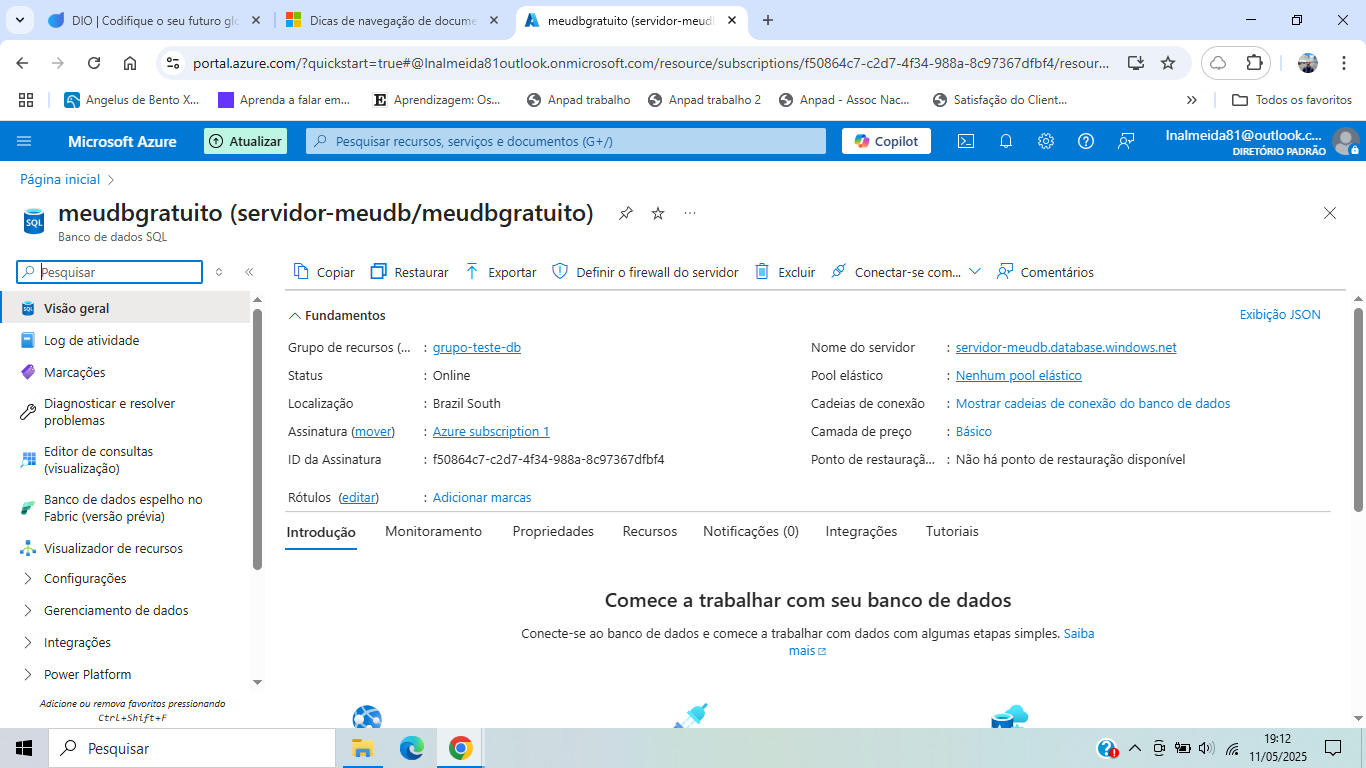 DIO | Codifique o seu futuro glo
Dicas de navegação de docume
meudbgratuito (servidor-meudb
portal.azure.com/?quickstart=true#@lnalmeida81outlook.onmicrosoft.com/resource/subscriptions/f50864c7-c2d7-4f34-988a-8c97367dfbf4/resour...
Angelus de Bento X...
Aprenda a falar em...
Aprendizagem: Os...
Anpad trabalho
Anpad trabalho 2
Anpad - Assoc Nac...
Satisfação do Client...
Todos os favoritos
Microsoft Azure
Atualizar
Pesquisar recursos, serviços e documentos (G+/)
Copilot
lnalmeida81@outlook.c...
DIRETÓRIO PADRÃO
Página inicial
meudbgratuito (servidor-meudb/meudbgratuito)
Banco de dados SQL
Pesquisar
Copiar
Restaurar
Exportar
Definir o firewall do servidor
Excluir
Conectar-se com...
Comentários
Visão geral
Log de atividade
Marcações
Diagnosticar e resolver
problemas
Editor de consultas
(visualização)
Banco de dados espelho no
Fabric (versão prévia)
Visualizador de recursos
Configurações
Gerenciamento de dados
Integrações
Power Platform
Adicione ou remova favoritos pressionando
Ctrl+Shift+F
Fundamentos
Exibição JSON
Grupo de recursos (... : grupo-teste-db
Status : Online
Localização : Brazil South
Assinatura (mover) : Azure subscription 1
ID da Assinatura : f50864c7-c2d7-4f34-988a-8c97367dfbf4
Nome do servidor : servidor-meudb.database.windows.net
Pool elástico : Nenhum pool elástico
Cadeias de conexão : Mostrar cadeias de conexão do banco de dados
Camada de preço : Básico
Ponto de restauraçã... : Não há ponto de restauração disponível
Rótulos (editar) : Adicionar marcas
Introdução
Monitoramento
Propriedades
Recursos
Notificações (0)
Integrações
Tutoriais
Comece a trabalhar com seu banco de dados
Conecte-se ao banco de dados e comece a trabalhar com dados com algumas etapas simples. Saiba
mais
Pesquisar
19:12
11/05/2025